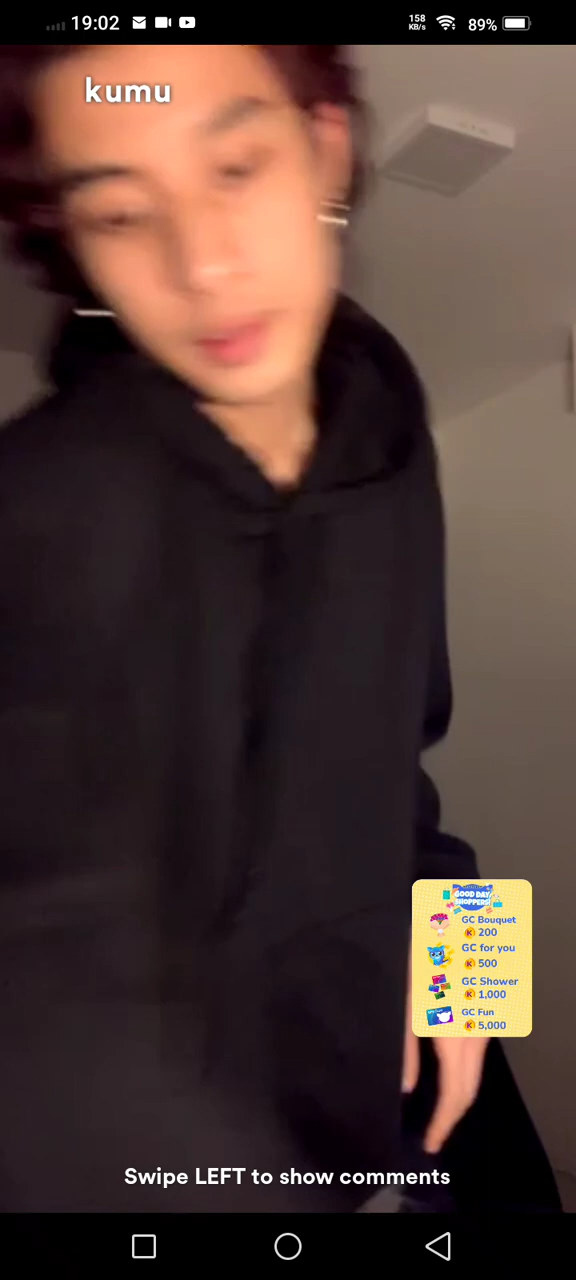 19:02
158
KB/s
89%
kumu
GOOD DAY
SHOPPERS!
GC Bouquet
K 200
GC for you
K 500
GC Shower
K 1,000
GC Fun
K 5,000
Swipe LEFT to show comments